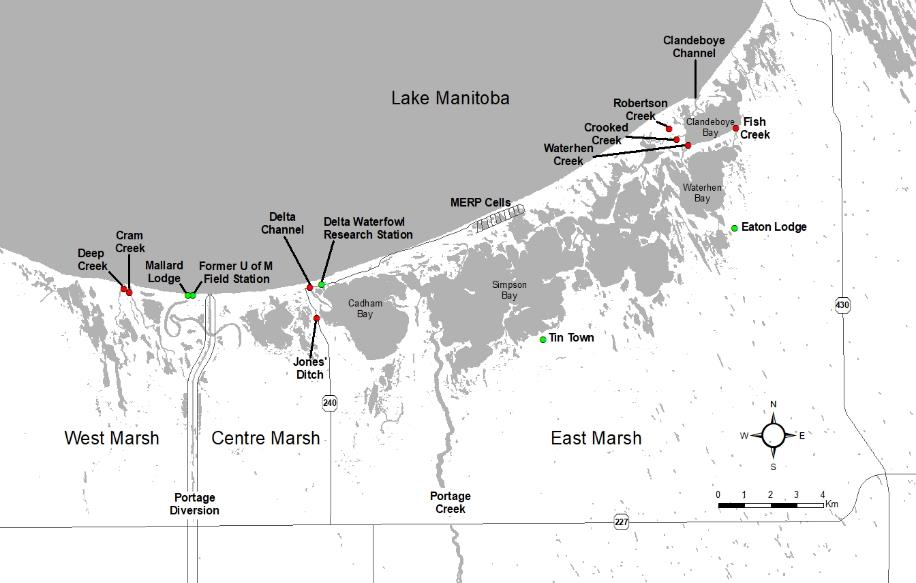 Clandeboye
Channel
Lake Manitoba
Robertson
Creek
Clandeboye
Bay
Fish
Creek
Crooked
Creek
Waterhen
Creek
Waterhen
Bay
MERP Cells
Delta
Channel
Delta Waterfowl
Research Station
Eaton Lodge
Cram
Creek
Deep
Creek
Mallard
Lodge
Former U of M
Field Station
Simpson
Bay
Cadham
Bay
430
Tin Town
Jones'
Ditch
240
N
W
E
S
West Marsh
Centre Marsh
East Marsh
Portage
Diversion
Portage
Creek
0 1 2 3 4
Km
227